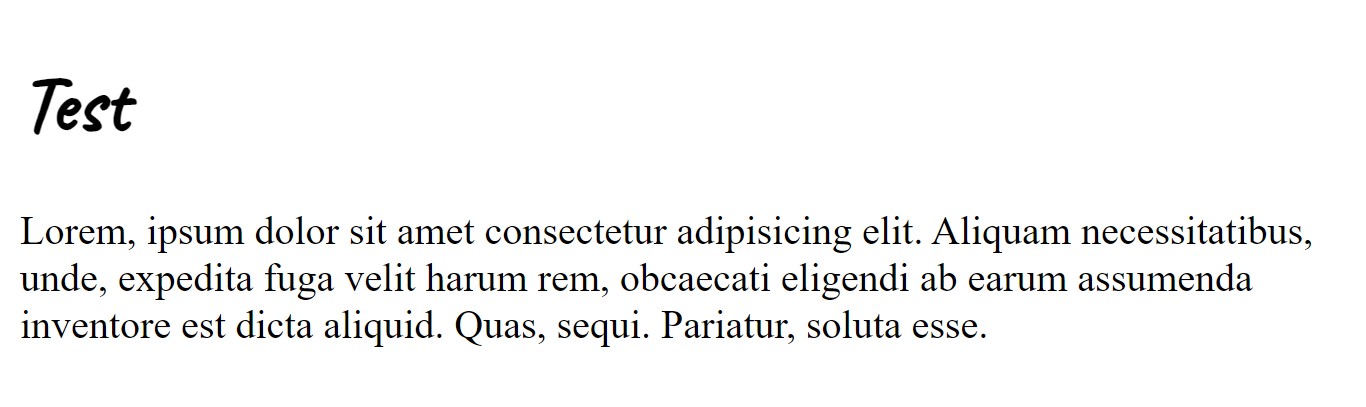 Test
Lorem, ipsum dolor sit amet consectetur adipisicing elit. Aliquam necessitatibus,
unde, expedita fuga velit harum rem, obcaecati eligendi ab earum assumenda
inventore est dicta aliquid. Quas, sequi. Pariatur, soluta esse.